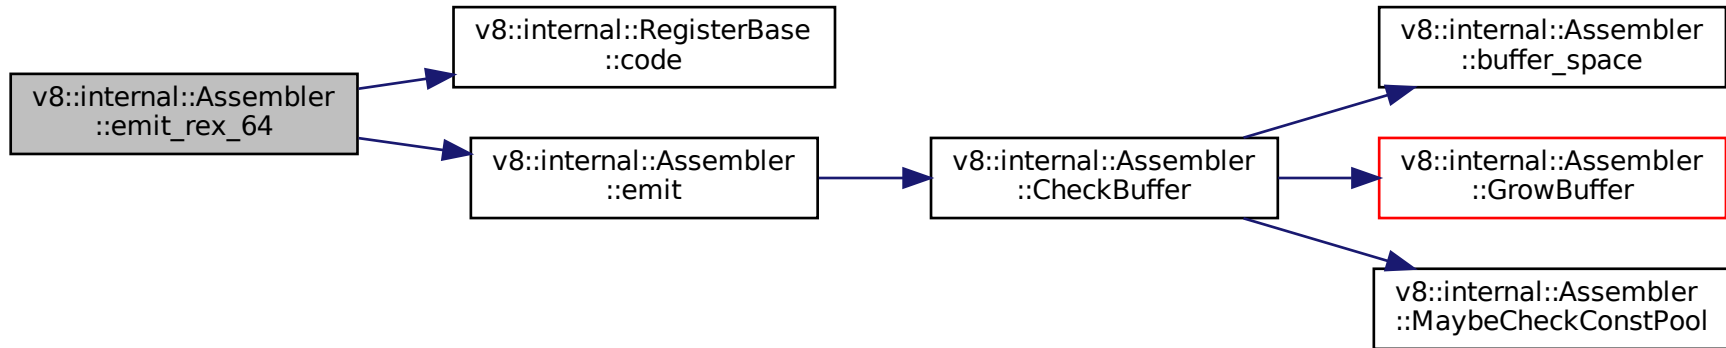 v8::internal::Assembler
::emit_rex_64
v8::internal::RegisterBase
::code
v8::internal::Assembler
::emit
v8::internal::Assembler
::CheckBuffer
v8::internal::Assembler
::buffer_space
v8::internal::Assembler
::GrowBuffer
v8::internal::Assembler
::MaybeCheckConstPool